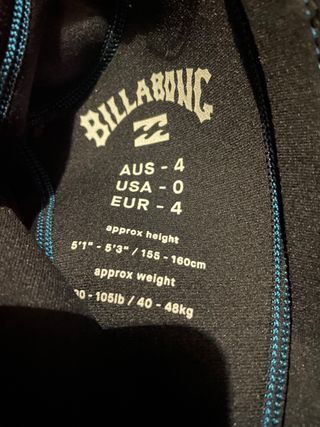 BILLABONG
AUS - 4
USA - 0
EUR - 4
approx height
5'1" - 5'3" / 155 - 160cm
approx weight
- 105lb / 40 - 48kg